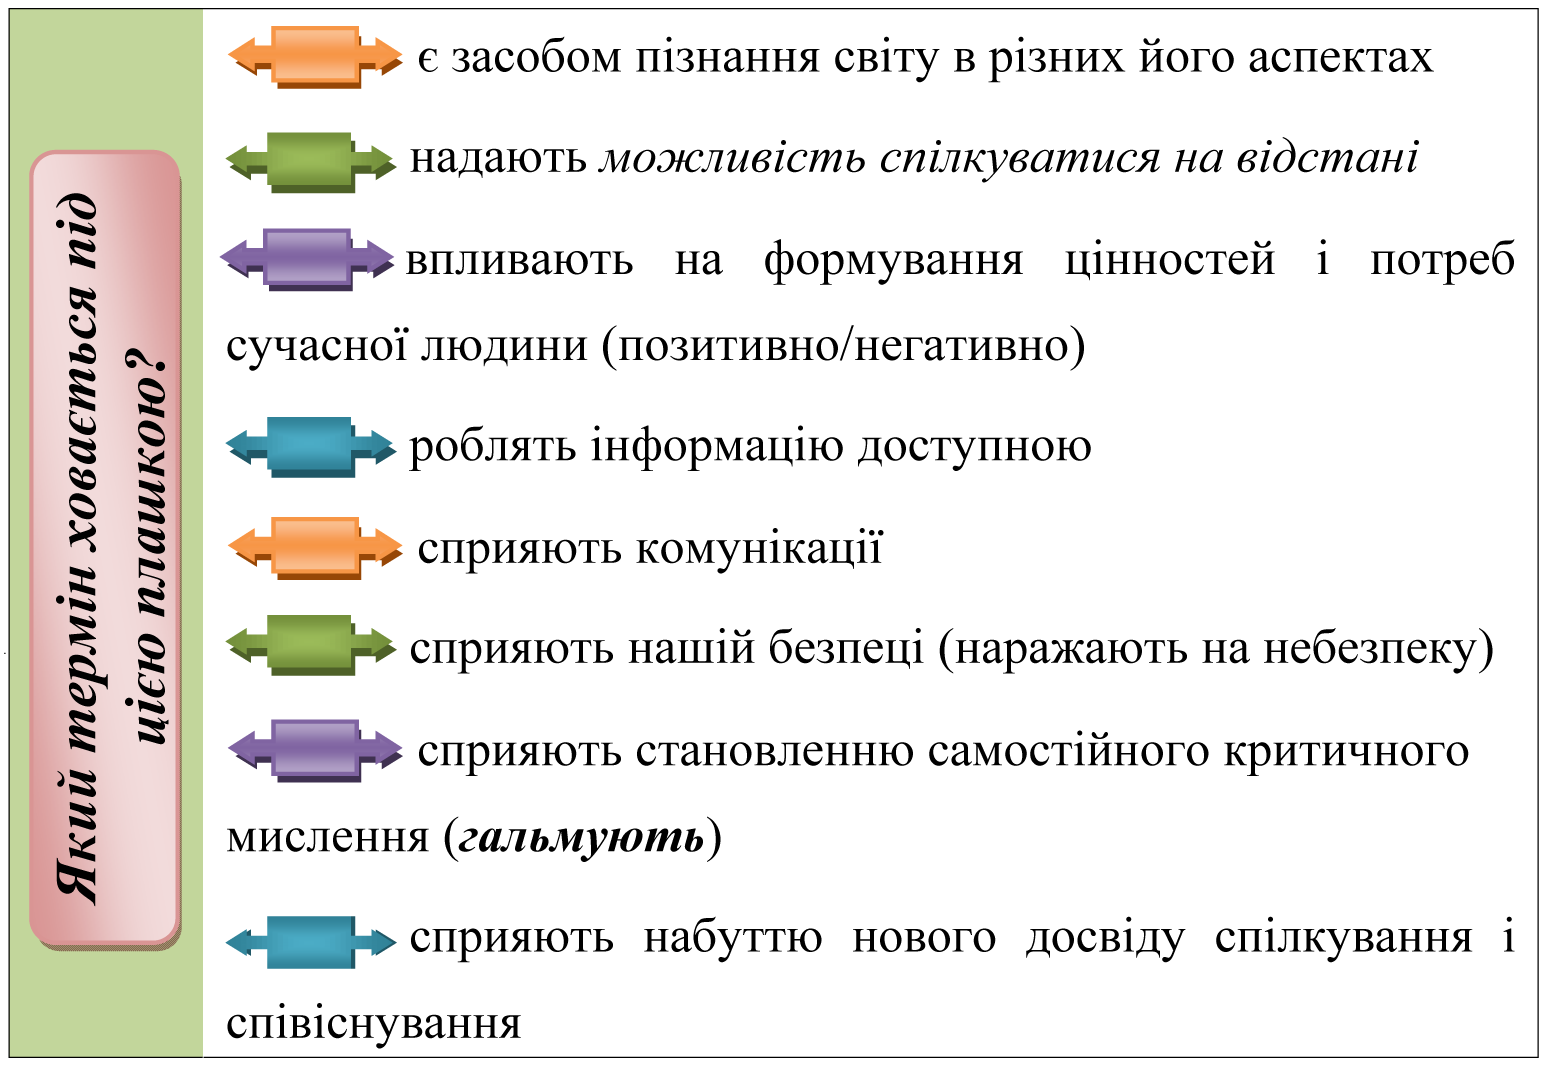 Який термін ховається під
цією плашкою?
є засобом пізнання світу в різних його аспектах
надають можливість спілкуватися на відстані
впливають на формування цінностей і потреб
сучасної людини (позитивно/негативно)
роблять інформацію доступною
сприяють комунікації
сприяють нашій безпеці (наражають на небезпеку)
сприяють становленню самостійного критичного
мислення (гальмують)
сприяють набуттю нового досвіду спілкування і
співіснування